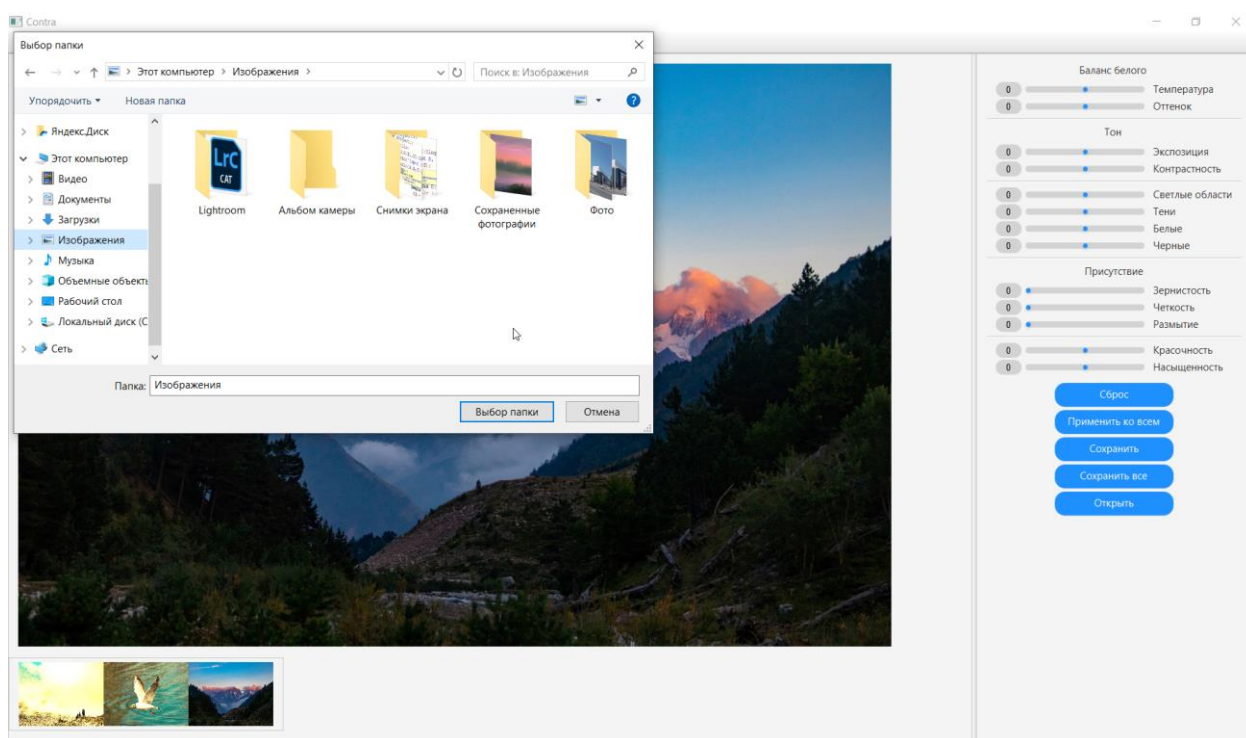 Contra
Выбор папки
Этот компьютер > Изображения >
Поиск в: Изображения
Упорядочить
Новая папка
Яндекс.Диск
Этот компьютер
Видео
Документы
Загрузки
Изображения
Музыка
Объемные объекты
Рабочий стол
Локальный диск (C
Сеть
LrC
CAT
Lightroom
Альбом камеры
Снимки экрана
Сохраненные
фотографии
Фото
Папка: Изображения
Выбор папки
Отмена
Баланс белого
0 Температура
0 Оттенок
Тон
0 Экспозиция
0 Контрастность
0 Светлые области
0 Тени
0 Белые
0 Черные
Присутствие
0 Зернистость
0 Четкость
0 Размытие
0 Красочность
0 Насыщенность
Сброс
Применить ко всем
Сохранить
Сохранить все
Открыть